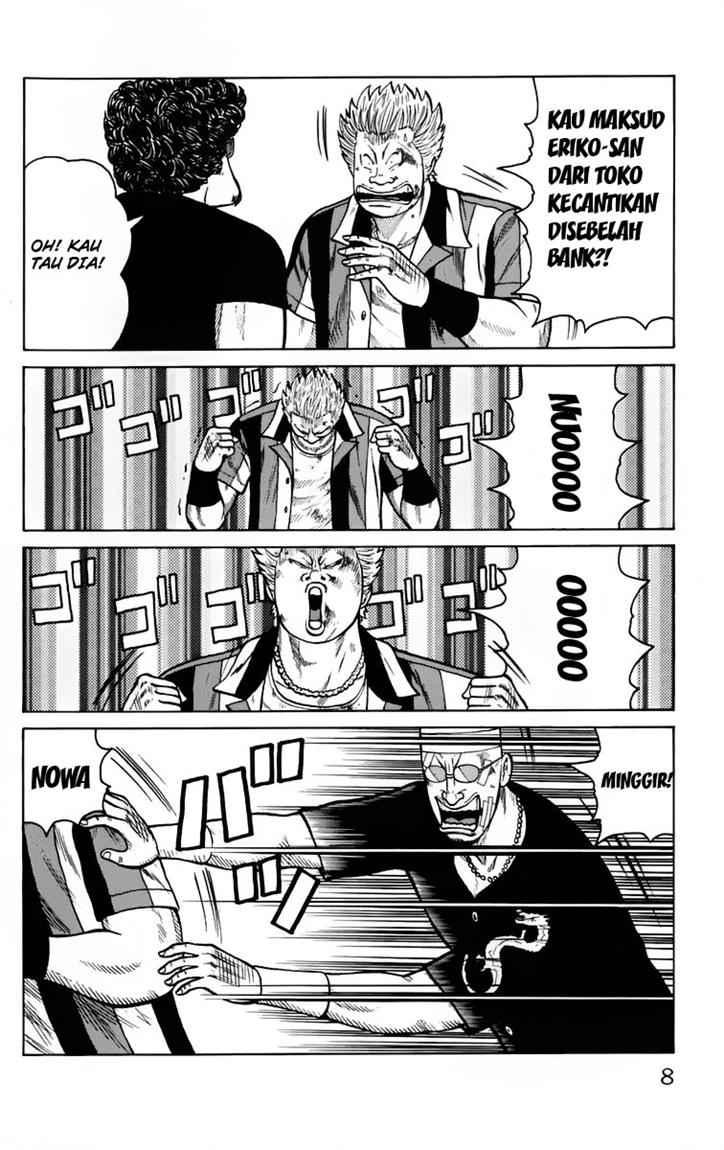 KAU MAKSUD
ERIKO-SAN
DARI TOKO
KECANTIKAN
DISEBELAH
BANK?!
OH! KAU
TAU DIA!
NUOOOO
ゴ
ゴ
ゴ
ゴ
ゴ
OOOOO
ゴ
ゴ
ゴ
ゴ
ゴ
MINGGIR!
NOWA
8